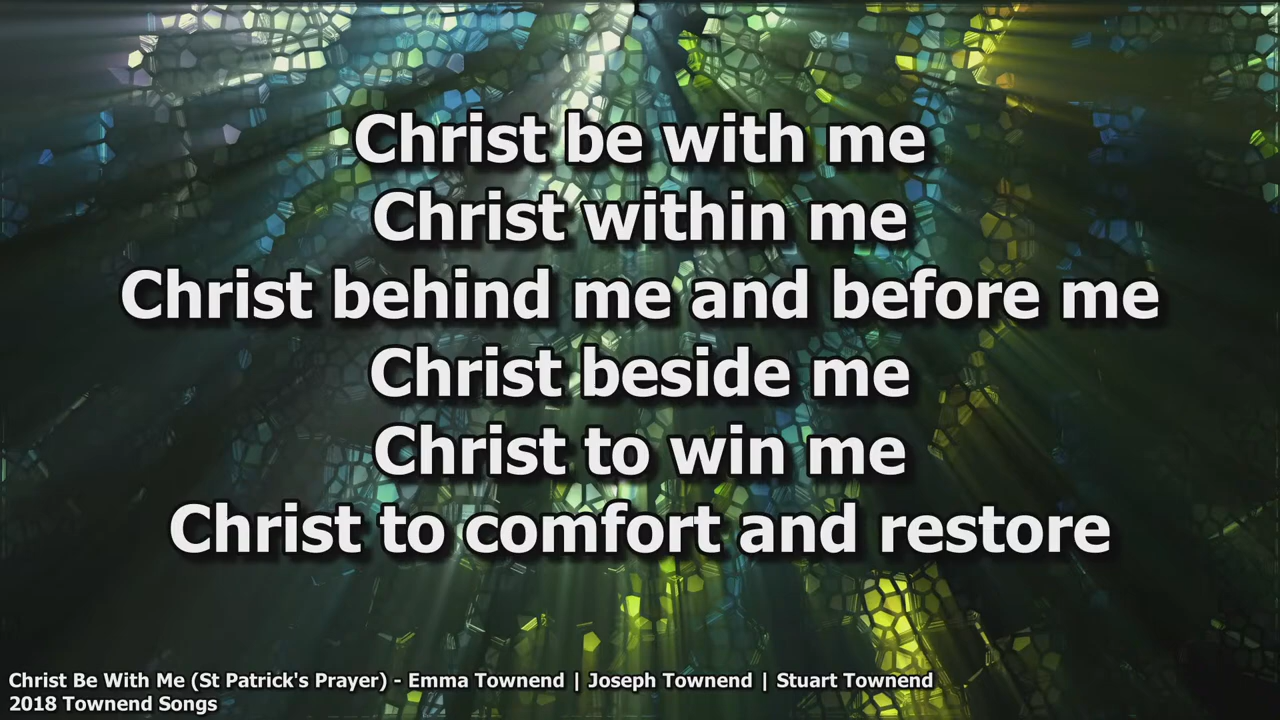 Christ be with me
Christ within me
Christ behind me and before me
Christ beside me
Christ to win me
Christ to comfort and restore
Christ Be With Me (St Patrick's Prayer) - Emma Townend | Joseph Townend | Stuart Townend
2018 Townend Songs